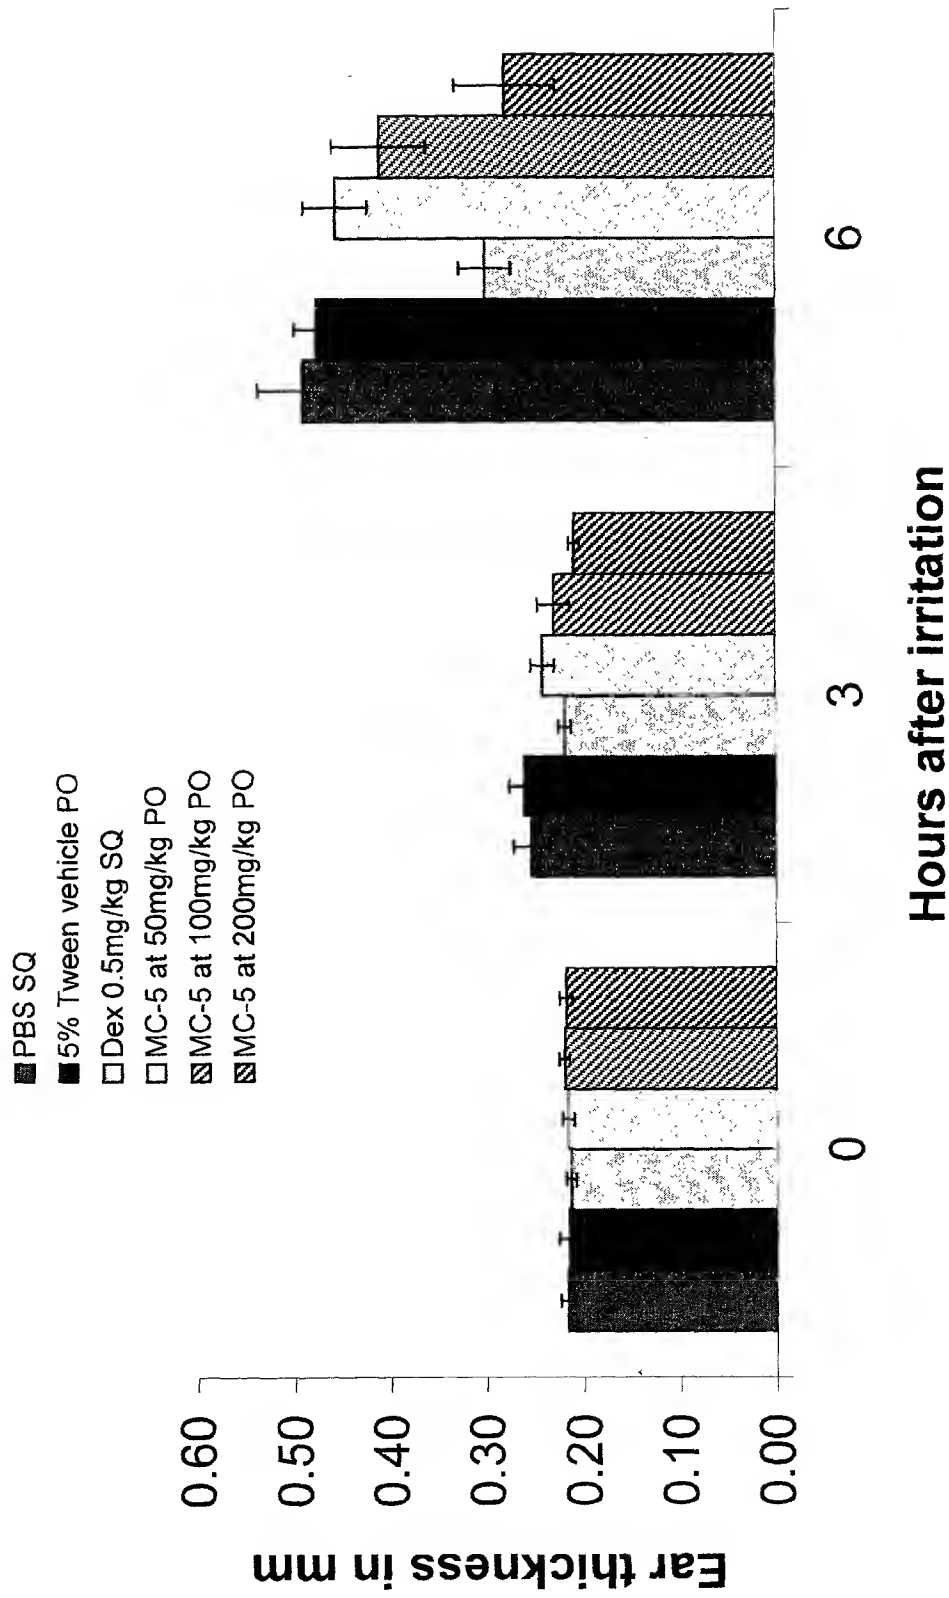 PBS SQ
5% Tween vehicle PO
Dex 0.5mg/kg SQ
MC-5 at 50mg/kg PO
MC-5 at 100mg/kg PO
MC-5 at 200mg/kg PO
Ear thickness in mm
0.60
0.50
0.40
0.30
0.20
0.10
0.00
0
3
6
Hours after irritation